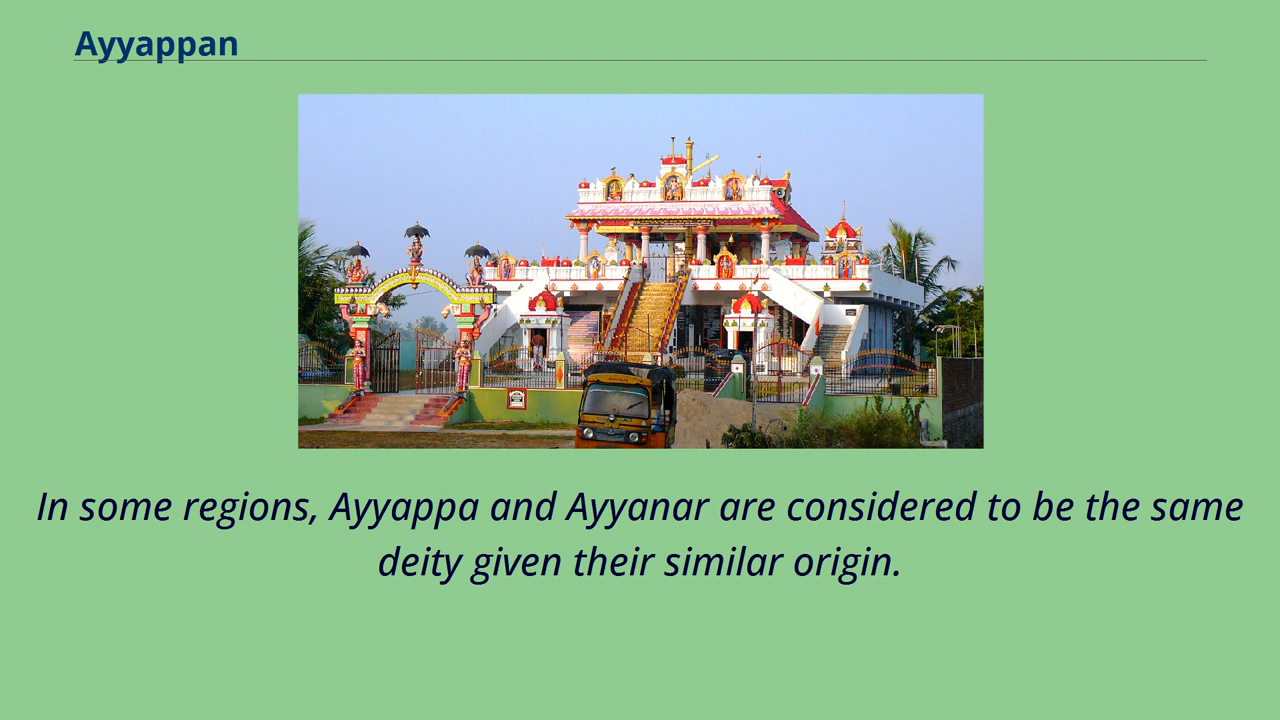 Ayyappan
In some regions, Ayyappa and Ayyanar are considered to be the same
deity given their similar origin.